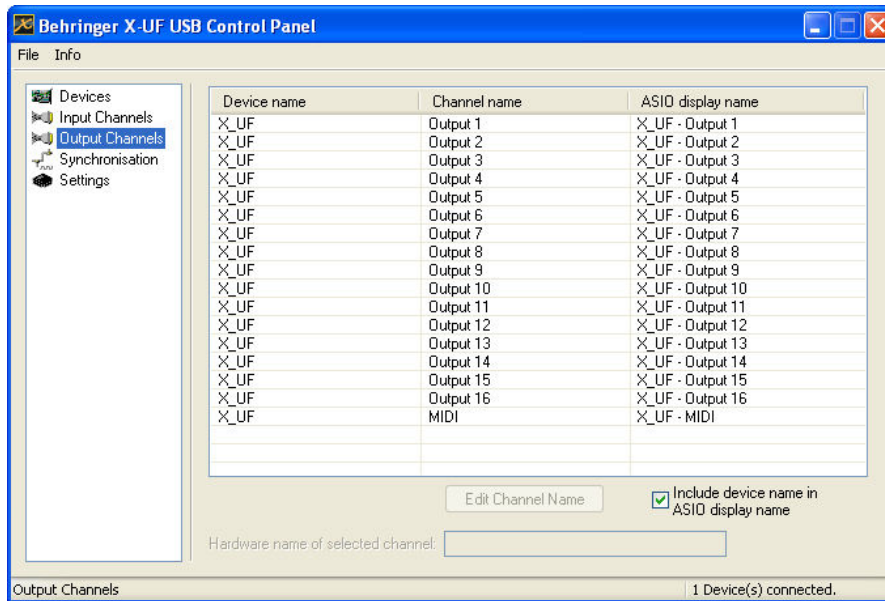 Behringer X-UF USB Control Panel
File Info
Devices
Input Channels
Output Channels
Synchronisation
Settings
Device name Channel name ASIO display name
X_UF Output 1 X_UF - Output 1
X_UF Output 2 X_UF - Output 2
X_UF Output 3 X_UF - Output 3
X_UF Output 4 X_UF - Output 4
X_UF Output 5 X_UF - Output 5
X_UF Output 6 X_UF - Output 6
X_UF Output 7 X_UF - Output 7
X_UF Output 8 X_UF - Output 8
X_UF Output 9 X_UF - Output 9
X_UF Output 10 X_UF - Output 10
X_UF Output 11 X_UF - Output 11
X_UF Output 12 X_UF - Output 12
X_UF Output 13 X_UF - Output 13
X_UF Output 14 X_UF - Output 14
X_UF Output 15 X_UF - Output 15
X_UF Output 16 X_UF - Output 16
X_UF MIDI X_UF - MIDI
Edit Channel Name
Include device name in
ASIO display name
Hardware name of selected channel:
Output Channels 1 Device(s) connected.